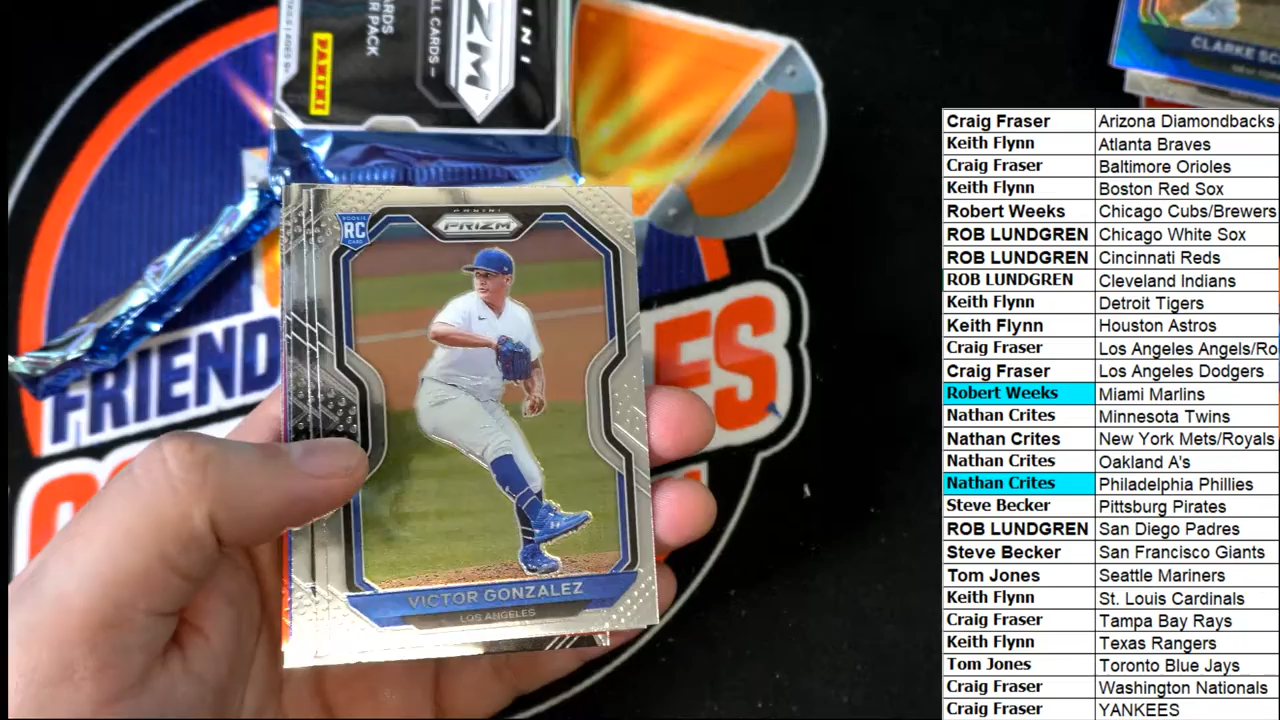 PANINI
CARDS
PER PACK
CLARKE
FRIEND
ES
ROOKIE
RC
CARD
PANINI
PRIZM
VICTOR GONZALEZ
LOS ANGELES
Craig Fraser Arizona Diamondbacks
Keith Flynn Atlanta Braves
Craig Fraser Baltimore Orioles
Keith Flynn Boston Red Sox
Robert Weeks Chicago Cubs/Brewers
ROB LUNDGREN Chicago White Sox
ROB LUNDGREN Cincinnati Reds
ROB LUNDGREN Cleveland Indians
Keith Flynn Detroit Tigers
Keith Flynn Houston Astros
Craig Fraser Los Angeles Angels/Ro
Craig Fraser Los Angeles Dodgers
Robert Weeks Miami Marlins
Nathan Crites Minnesota Twins
Nathan Crites New York Mets/Royals
Nathan Crites Oakland A's
Nathan Crites Philadelphia Phillies
Steve Becker Pittsburg Pirates
ROB LUNDGREN San Diego Padres
Steve Becker San Francisco Giants
Tom Jones Seattle Mariners
Keith Flynn St. Louis Cardinals
Craig Fraser Tampa Bay Rays
Keith Flynn Texas Rangers
Tom Jones Toronto Blue Jays
Craig Fraser Washington Nationals
Craig Fraser YANKEES